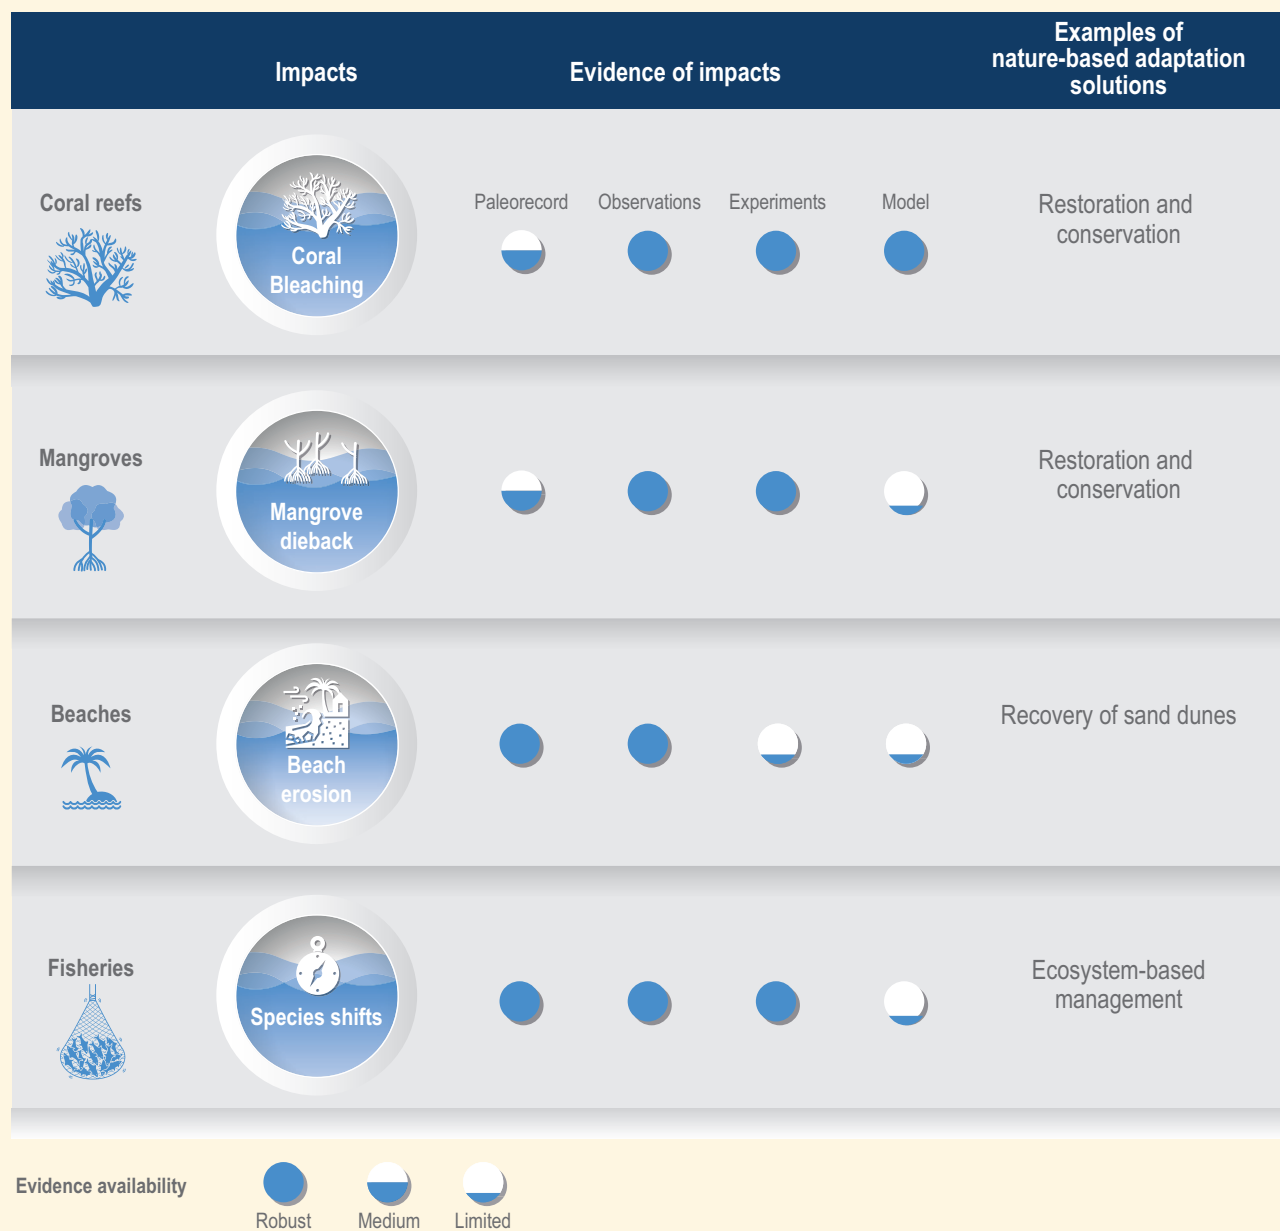 Impacts
Evidence of impacts
Examples of
nature-based adaptation
solutions
Coral reefs
Coral
Bleaching
Paleorecord
Observations
Experiments
Model
Restoration and
conservation
Mangroves
Mangrove
dieback
Restoration and
conservation
Beaches
Beach
erosion
Recovery of sand dunes
Fisheries
Species shifts
Ecosystem-based
management
Evidence availability
Robust
Medium
Limited